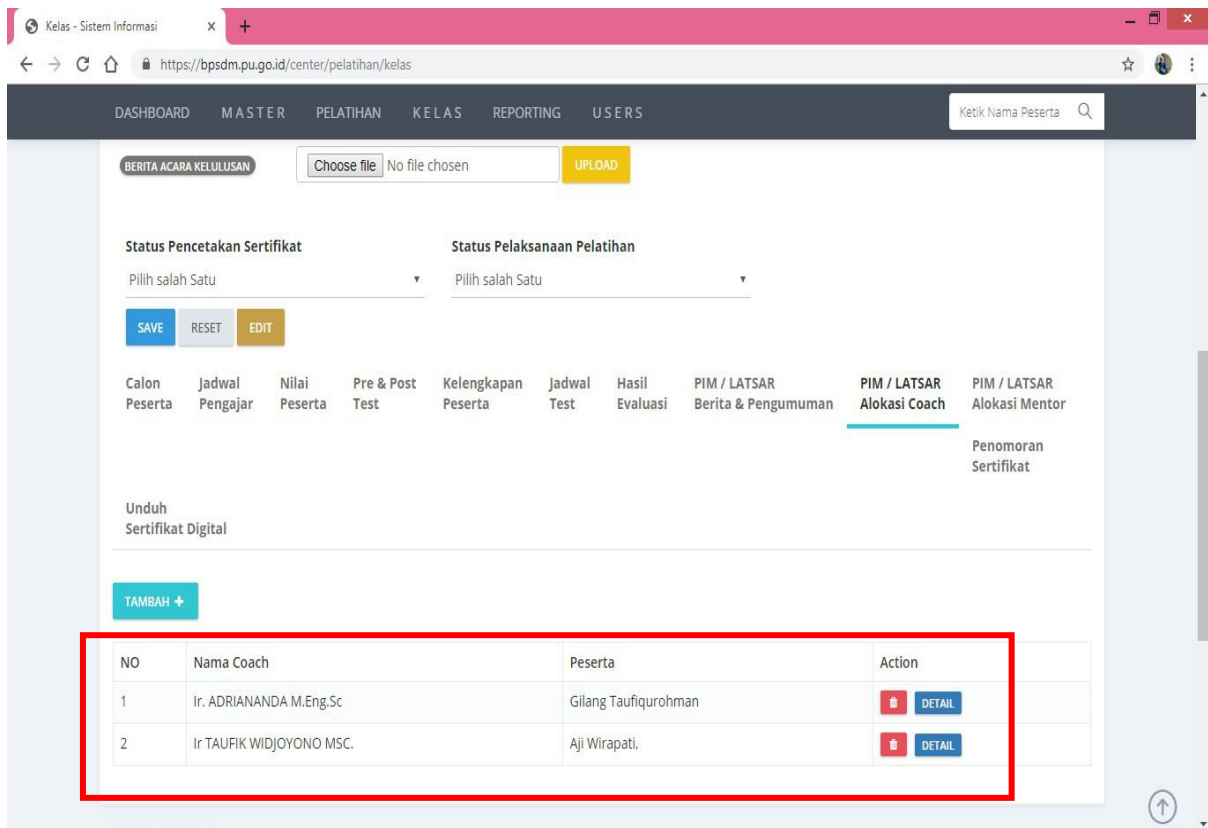 Kelas - Sistem Informasi
https://bpsdm.pu.go.id/center/pelatihan/kelas
DASHBOARD MASTER PELATIHAN KELAS REPORTING USERS Ketik Nama Peserta
BERITA ACARA KELULUSAN Choose file No file chosen UPLOAD
Status Pencetakan Sertifikat Status Pelaksanaan Pelatihan
Pilih salah Satu Pilih salah Satu
SAVE RESET EDIT
Calon Jadwal Nilai Pre & Post Kelengkapan Jadwal Hasil PIM / LATSAR PIM / LATSAR PIM / LATSAR
Peserta Pengajar Peserta Test Peserta Test Evaluasi Berita & Pengumuman Alokasi Coach Alokasi Mentor
Penomoran
Sertifikat
Unduh
Sertifikat Digital
TAMBAH +
NO Nama Coach Peserta Action
1 Ir. ADRIANANDA M.Eng.Sc Gilang Taufiqurohman DETAIL
2 Ir TAUFIK WIDJOYONO MSC. Aji Wirapati, DETAIL